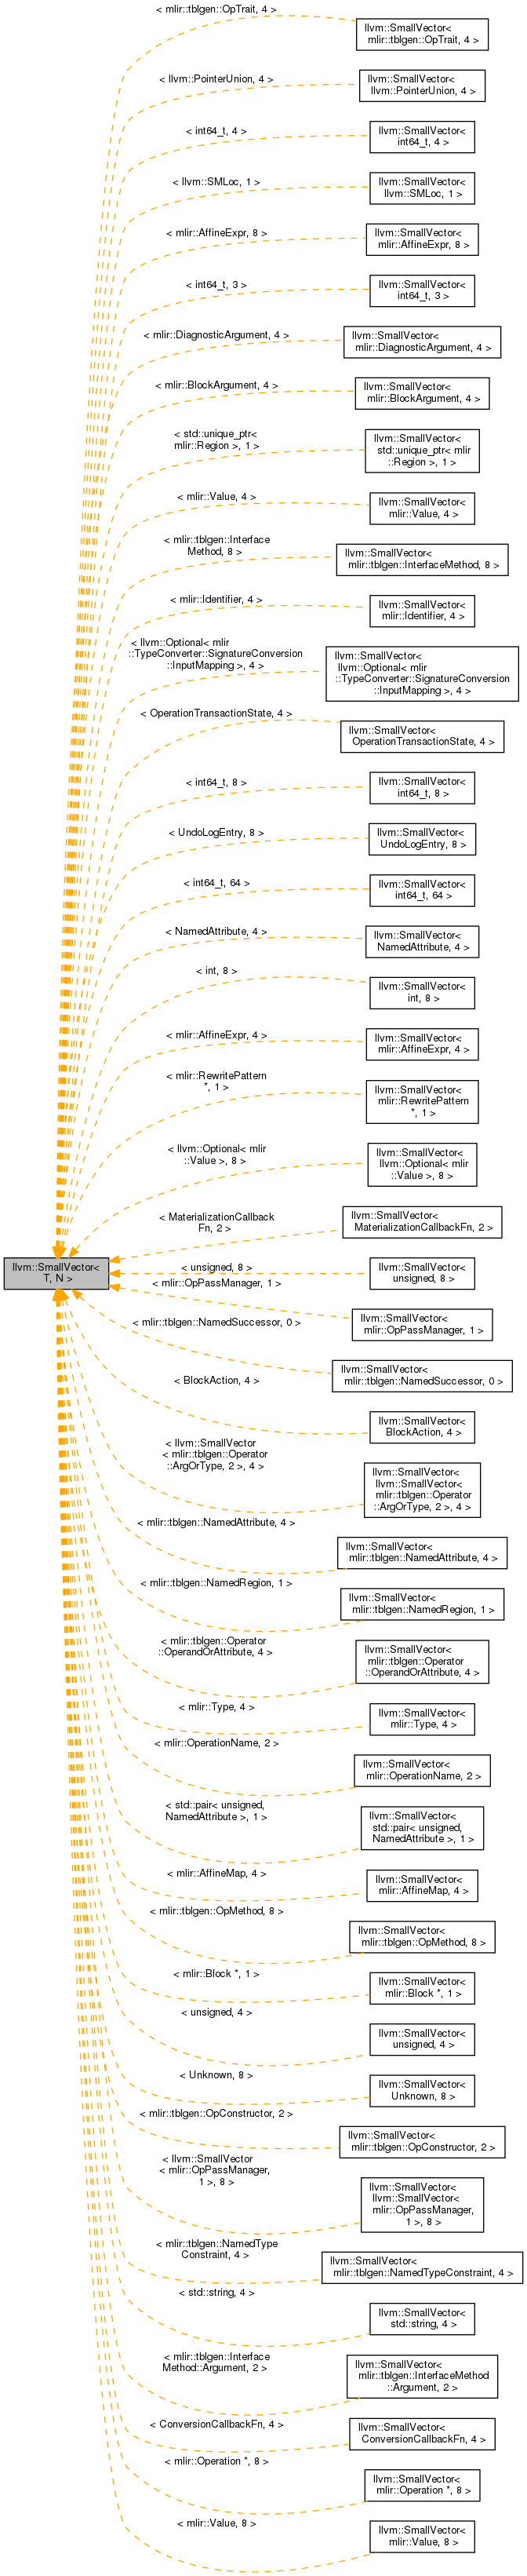 < mlir::tblgen::OpTrait, 4 >
llvm::SmallVector<
mlir::tblgen::OpTrait, 4 >
< llvm::PointerUnion, 4 >
llvm::SmallVector<
llvm::PointerUnion, 4 >
< int64_t, 4 >
llvm::SmallVector<
int64_t, 4 >
< llvm::SMLoc, 1 >
llvm::SmallVector<
llvm::SMLoc, 1 >
< mlir::AffineExpr, 8 >
llvm::SmallVector<
mlir::AffineExpr, 8 >
< int64_t, 3 >
llvm::SmallVector<
int64_t, 3 >
< mlir::DiagnosticArgument, 4 >
llvm::SmallVector<
mlir::DiagnosticArgument, 4 >
< mlir::BlockArgument, 4 >
llvm::SmallVector<
mlir::BlockArgument, 4 >
< std::unique_ptr<
mlir::Region >, 1 >
llvm::SmallVector<
std::unique_ptr< mlir
::Region >, 1 >
< mlir::Value, 4 >
llvm::SmallVector<
mlir::Value, 4 >
< mlir::tblgen::Interface
Method, 8 >
llvm::SmallVector<
mlir::tblgen::InterfaceMethod, 8 >
< mlir::Identifier, 4 >
llvm::SmallVector<
mlir::Identifier, 4 >
< llvm::Optional< mlir
::TypeConverter::SignatureConversion
::InputMapping >, 4 >
llvm::SmallVector<
llvm::Optional< mlir
::TypeConverter::SignatureConversion
::InputMapping >, 4 >
< OperationTransactionState, 4 >
llvm::SmallVector<
OperationTransactionState, 4 >
< int64_t, 8 >
llvm::SmallVector<
int64_t, 8 >
< UndoLogEntry, 8 >
llvm::SmallVector<
UndoLogEntry, 8 >
< int64_t, 64 >
llvm::SmallVector<
int64_t, 64 >
< NamedAttribute, 4 >
llvm::SmallVector<
NamedAttribute, 4 >
< int, 8 >
llvm::SmallVector<
int, 8 >
< mlir::AffineExpr, 4 >
llvm::SmallVector<
mlir::AffineExpr, 4 >
< mlir::RewritePattern
*, 1 >
llvm::SmallVector<
mlir::RewritePattern
*, 1 >
< llvm::Optional< mlir
::Value >, 8 >
llvm::SmallVector<
llvm::Optional< mlir
::Value >, 8 >
< MaterializationCallback
Fn, 2 >
llvm::SmallVector<
MaterializationCallbackFn, 2 >
llvm::SmallVector<
T, N >
< unsigned, 8 >
llvm::SmallVector<
unsigned, 8 >
< mlir::OpPassManager, 1 >
llvm::SmallVector<
mlir::OpPassManager, 1 >
< mlir::tblgen::NamedSuccessor, 0 >
llvm::SmallVector<
mlir::tblgen::NamedSuccessor, 0 >
< BlockAction, 4 >
llvm::SmallVector<
BlockAction, 4 >
< llvm::SmallVector
< mlir::tblgen::Operator
::ArgOrType, 2 >, 4 >
llvm::SmallVector<
llvm::SmallVector<
mlir::tblgen::Operator
::ArgOrType, 2 >, 4 >
< mlir::tblgen::NamedAttribute, 4 >
llvm::SmallVector<
mlir::tblgen::NamedAttribute, 4 >
< mlir::tblgen::NamedRegion, 1 >
llvm::SmallVector<
mlir::tblgen::NamedRegion, 1 >
< mlir::tblgen::Operator
::OperandOrAttribute, 4 >
llvm::SmallVector<
mlir::tblgen::Operator
::OperandOrAttribute, 4 >
< mlir::Type, 4 >
llvm::SmallVector<
mlir::Type, 4 >
< mlir::OperationName, 2 >
llvm::SmallVector<
mlir::OperationName, 2 >
< std::pair< unsigned,
NamedAttribute >, 1 >
llvm::SmallVector<
std::pair< unsigned,
NamedAttribute >, 1 >
< mlir::AffineMap, 4 >
llvm::SmallVector<
mlir::AffineMap, 4 >
< mlir::tblgen::OpMethod, 8 >
llvm::SmallVector<
mlir::tblgen::OpMethod, 8 >
< mlir::Block *, 1 >
llvm::SmallVector<
mlir::Block *, 1 >
< unsigned, 4 >
llvm::SmallVector<
unsigned, 4 >
< Unknown, 8 >
llvm::SmallVector<
Unknown, 8 >
< mlir::tblgen::OpConstructor, 2 >
llvm::SmallVector<
mlir::tblgen::OpConstructor, 2 >
< llvm::SmallVector
< mlir::OpPassManager,
1 >, 8 >
llvm::SmallVector<
llvm::SmallVector<
mlir::OpPassManager,
1 >, 8 >
< mlir::tblgen::NamedType
Constraint, 4 >
llvm::SmallVector<
mlir::tblgen::NamedTypeConstraint, 4 >
< std::string, 4 >
llvm::SmallVector<
std::string, 4 >
< mlir::tblgen::Interface
Method::Argument, 2 >
llvm::SmallVector<
mlir::tblgen::InterfaceMethod
::Argument, 2 >
< ConversionCallbackFn, 4 >
llvm::SmallVector<
ConversionCallbackFn, 4 >
< mlir::Operation *, 8 >
llvm::SmallVector<
mlir::Operation *, 8 >
< mlir::Value, 8 >
llvm::SmallVector<
mlir::Value, 8 >